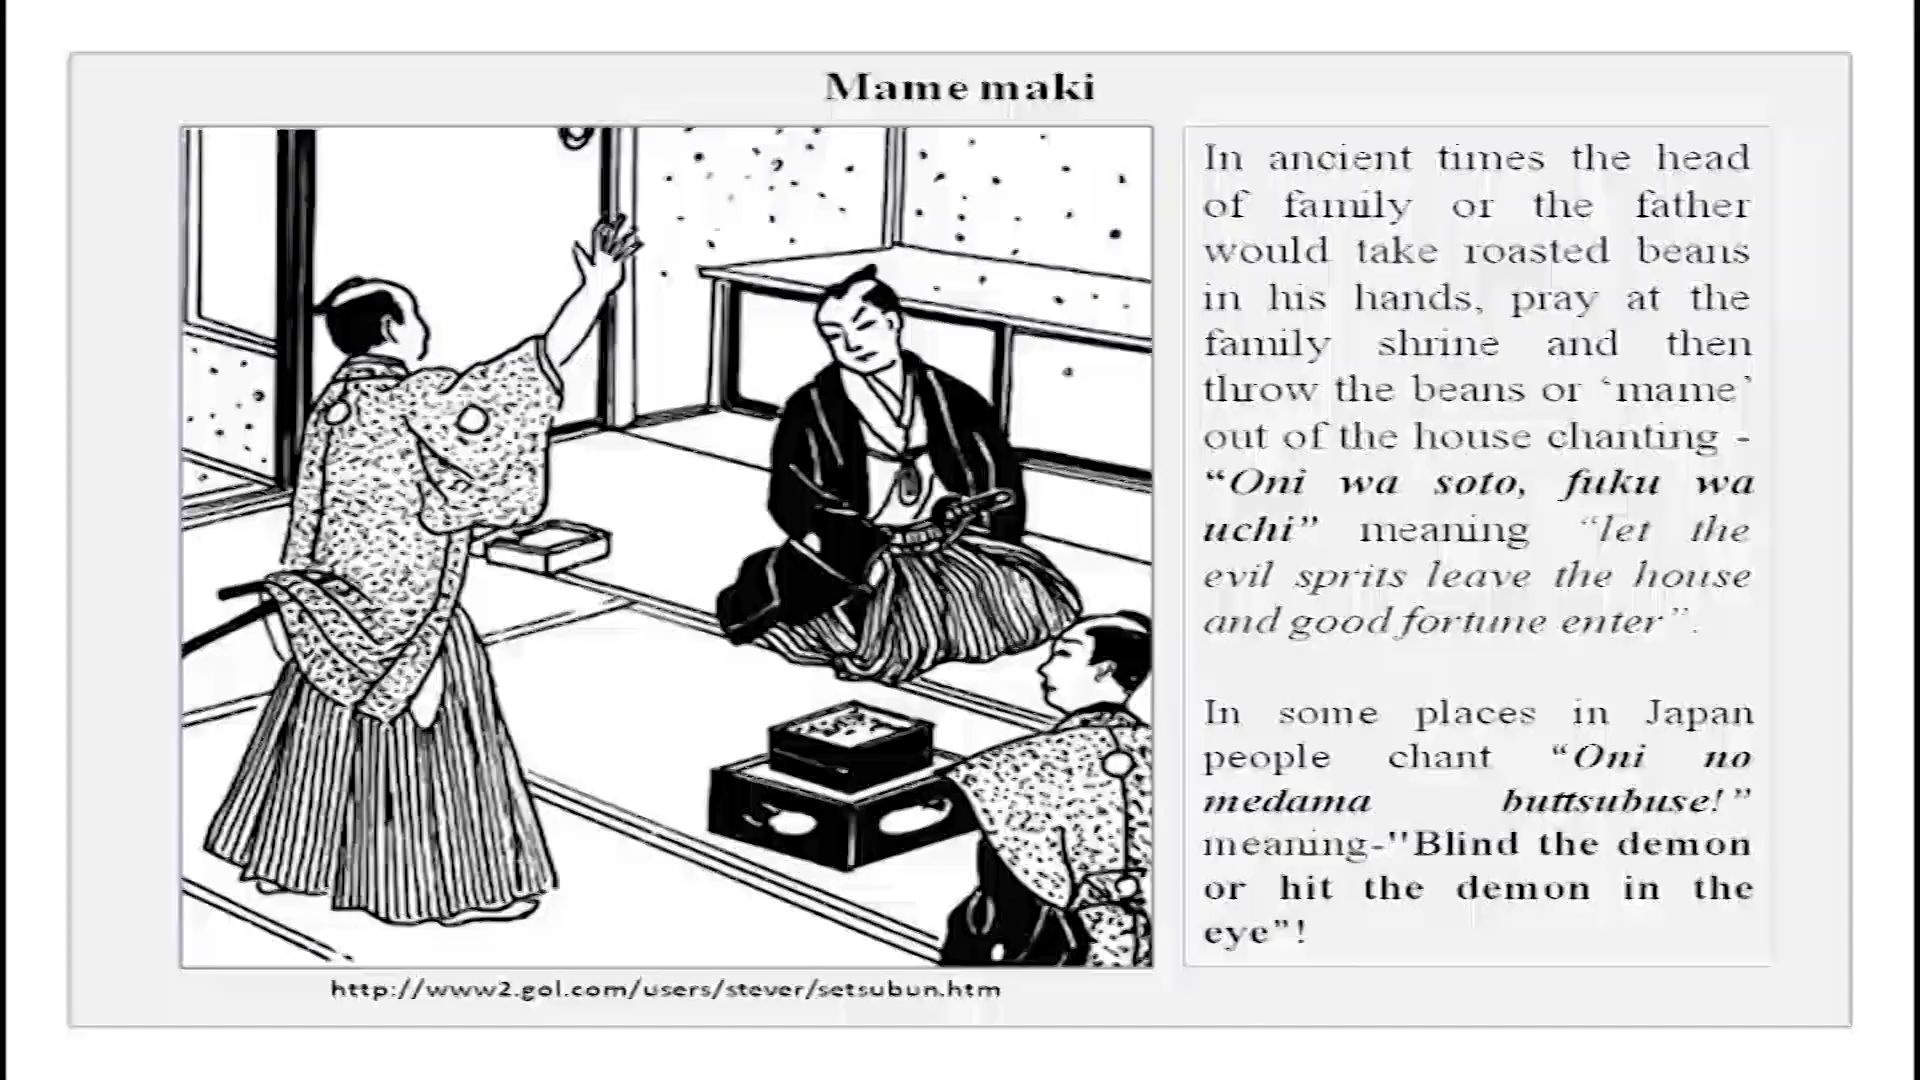 Mame maki
In ancient times the head
of family or the father
would take roasted beans
in his hands, pray at the
family shrine and then
throw the beans or ‘mame’
out of the house chanting -
“Oni wa soto, fuku wa
uchi” meaning “let the
evil sprits leave the house
and good fortune enter”.
In some places in Japan
people chant “Oni no
medama buttsubuse!”
meaning-"Blind the demon
or hit the demon in the
eye”!
http://www2.gol.com/users/stever/setsubun.htm